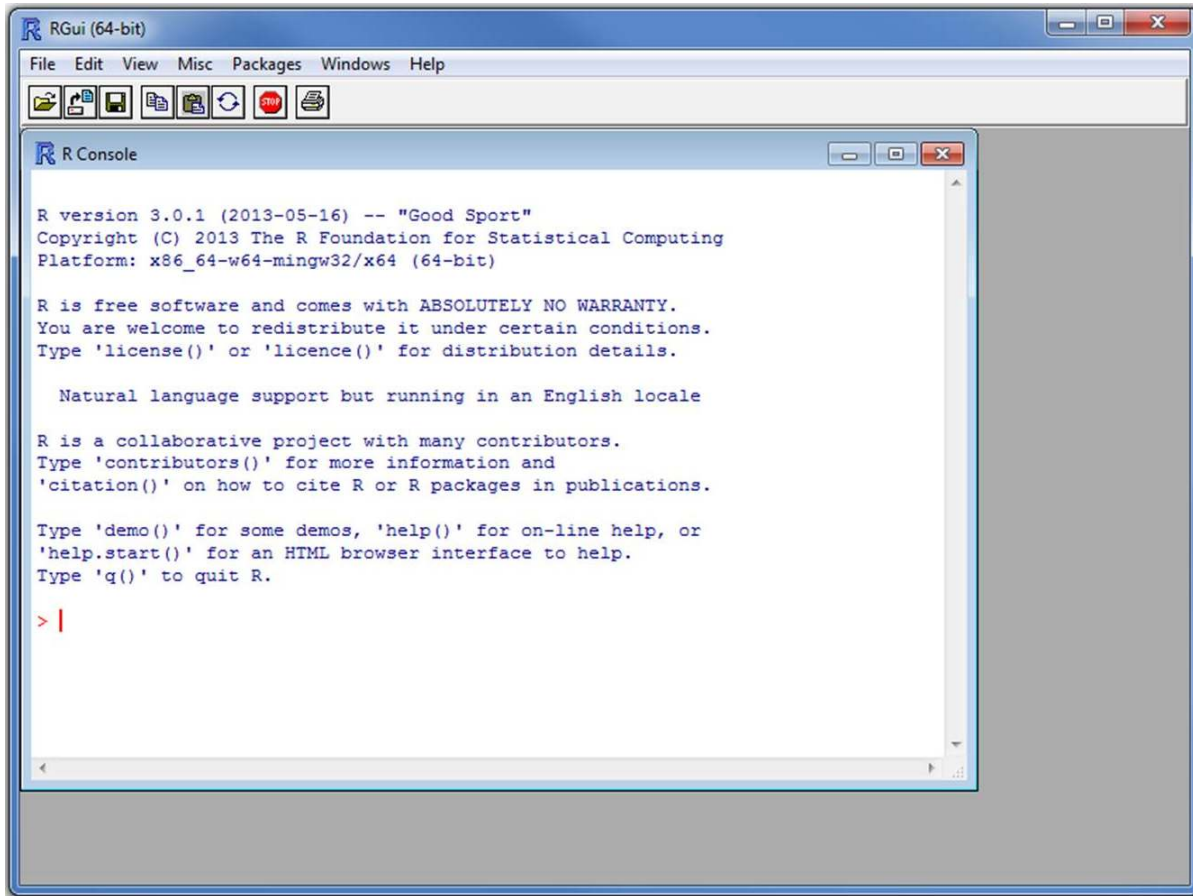 RGui (64-bit)
File Edit View Misc Packages Windows Help
STOP
R Console
R version 3.0.1 (2013-05-16) -- "Good Sport"
Copyright (C) 2013 The R Foundation for Statistical Computing
Platform: x86_64-w64-mingw32/x64 (64-bit)
R is free software and comes with ABSOLUTELY NO WARRANTY.
You are welcome to redistribute it under certain conditions.
Type 'license()' or 'licence()' for distribution details.
Natural language support but running in an English locale
R is a collaborative project with many contributors.
Type 'contributors()' for more information and
'citation()' on how to cite R or R packages in publications.
Type 'demo()' for some demos, 'help()' for on-line help, or
'help.start()' for an HTML browser interface to help.
Type 'q()' to quit R.
>